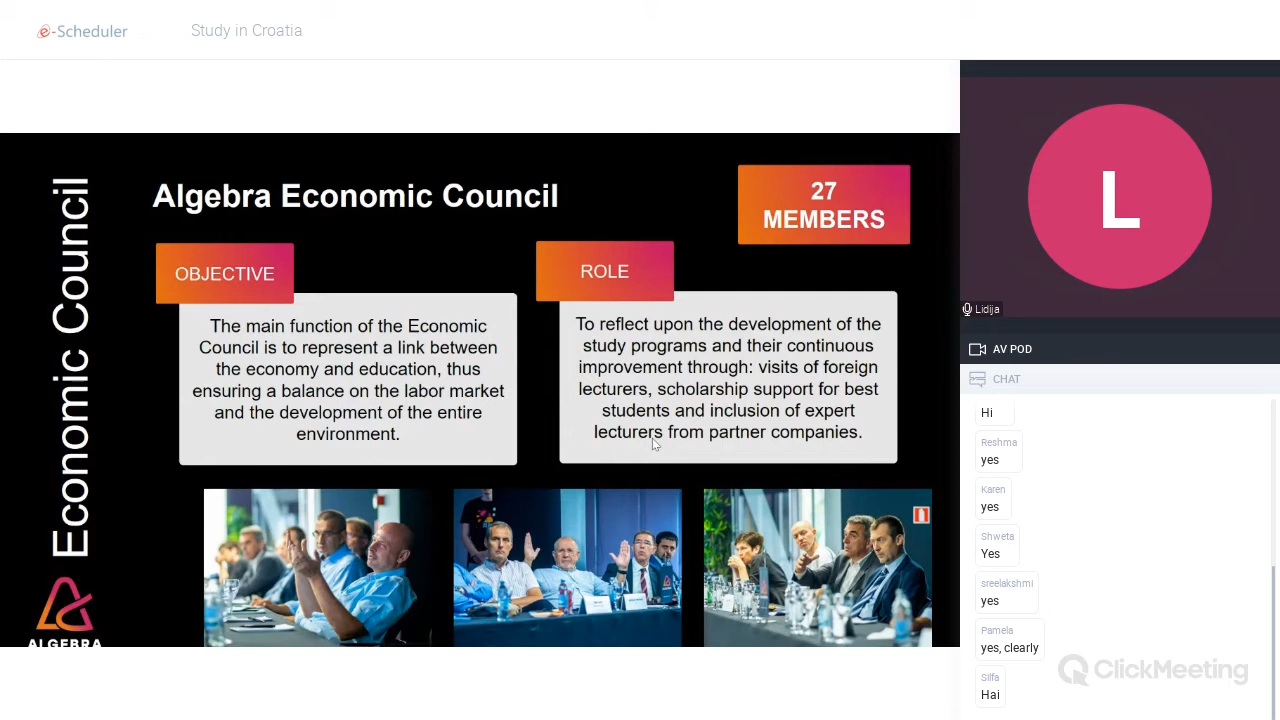 e-Scheduler
Study in Croatia
Economic Council
ALGEBRA
Algebra Economic Council
27
MEMBERS
OBJECTIVE
The main function of the Economic
Council is to represent a link between
the economy and education, thus
ensuring a balance on the labor market
and the development of the entire
environment.
ROLE
To reflect upon the development of the
study programs and their continuous
improvement through: visits of foreign
lecturers, scholarship support for best
students and inclusion of expert
lecturers from partner companies.
L
Lidija
AV POD
CHAT
Hi
Reshma
yes
Karen
yes
Shweta
Yes
sreelakshmi
yes
Pamela
yes, clearly
Silfa
Hai
ClickMeeting